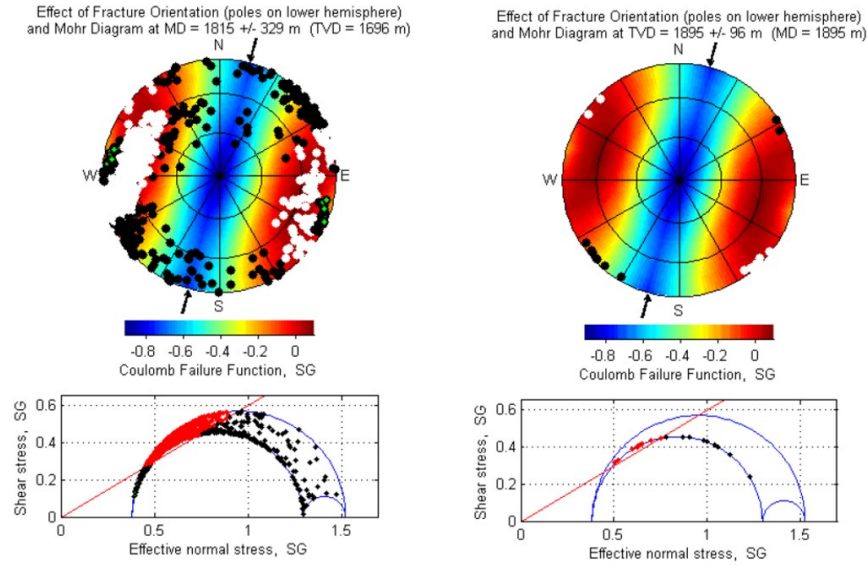 Effect of Fracture Orientation (poles on lower hemisphere)
and Mohr Diagram at MD = 1815 +/- 329 m (TVD = 1696 m)
N
W
E
S
-0.8 -0.6 -0.4 -0.2 0
Coulomb Failure Function, SG
0.6
0.4
0.2
0
Shear stress, SG
0 0.5 1 1.5
Effective normal stress, SG
Effect of Fracture Orientation (poles on lower hemisphere)
and Mohr Diagram at TVD = 1895 +/- 96 m (MD = 1895 m)
N
W
E
S
-0.8 -0.6 -0.4 -0.2 0
Coulomb Failure Function, SG
0.6
0.4
0.2
0
Shear stress, SG
0 0.5 1 1.5
Effective normal stress, SG